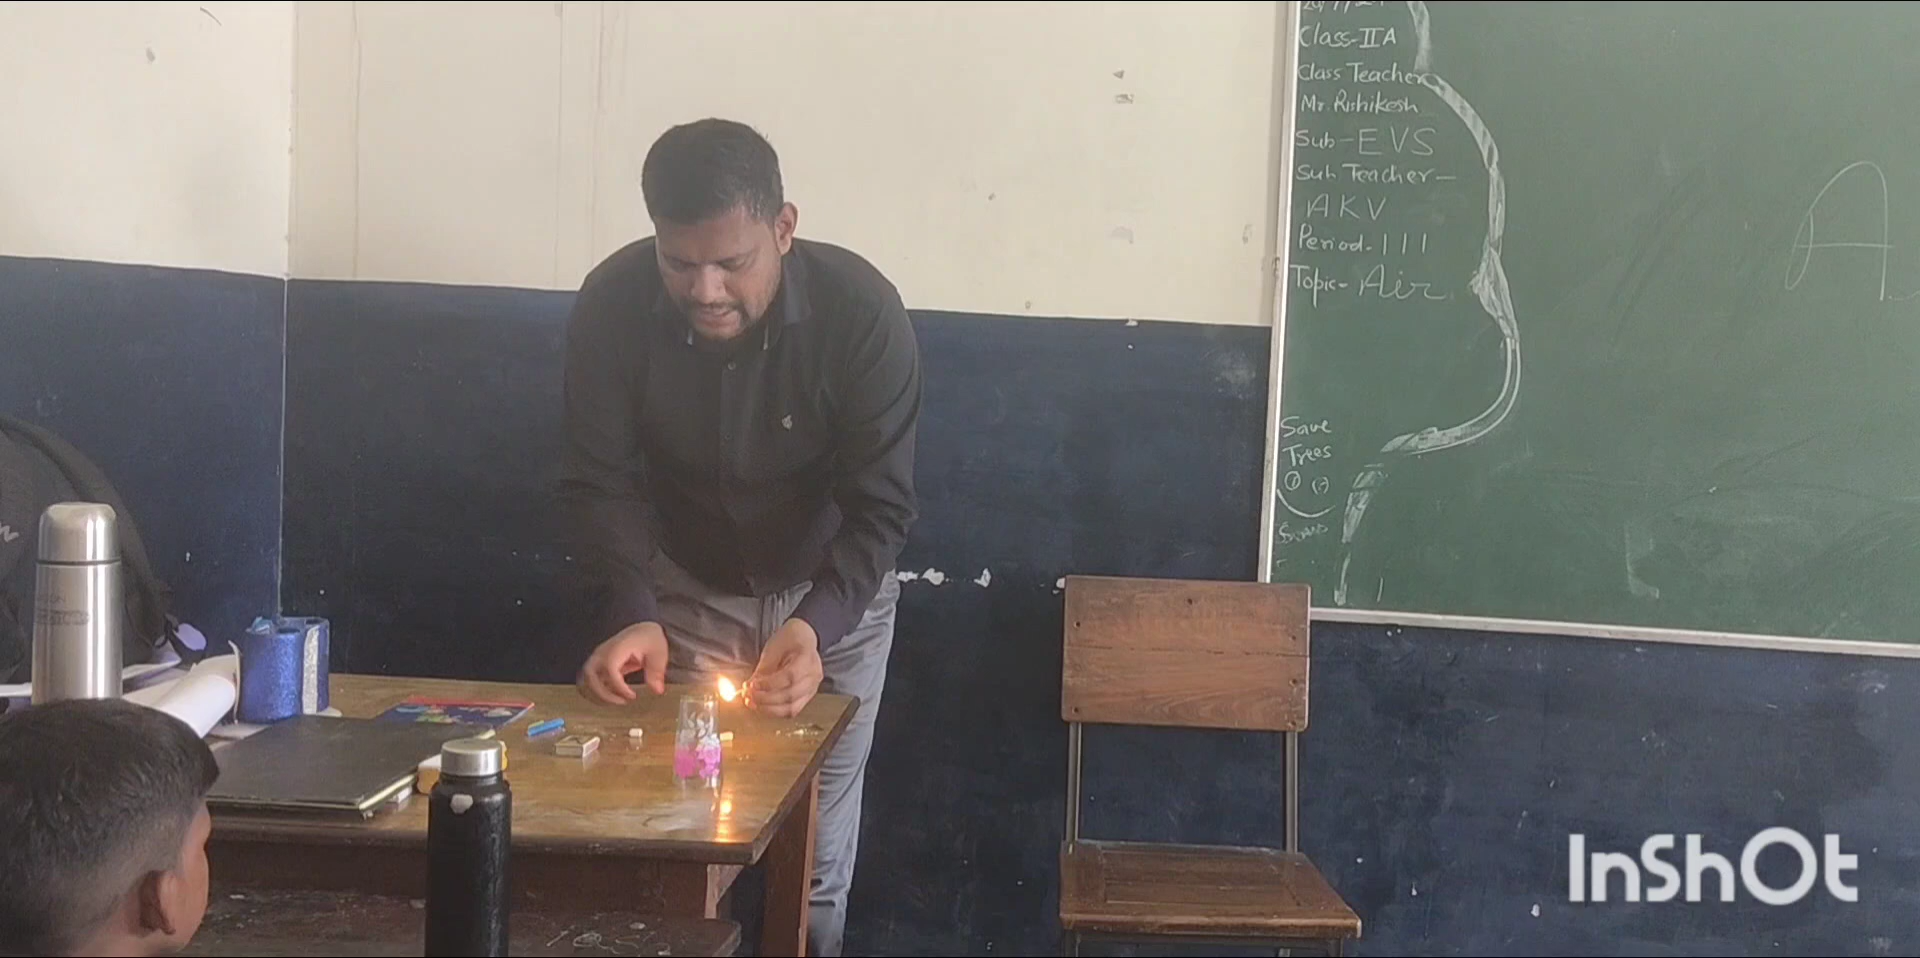 Class-IIA
Class Teacher
Mr. Rishikesh
Sub-EVS
Sub Teacher-
AKV
Period-III
Topic-Air
A
Save
Trees
InShOt